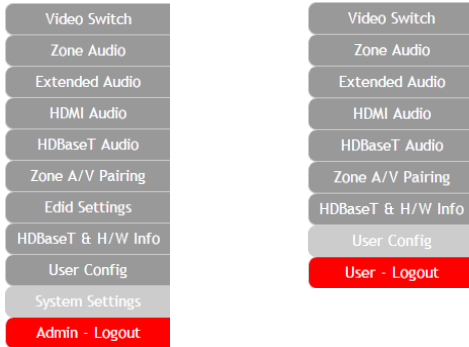 Video Switch
Zone Audio
Extended Audio
HDMI Audio
HDBaseT Audio
Zone A/V Pairing
Edid Settings
HDBaseT & H/W Info
User Config
System Settings
Admin - Logout
Video Switch
Zone Audio
Extended Audio
HDMI Audio
HDBaseT Audio
Zone A/V Pairing
HDBaseT & H/W Info
User Config
User - Logout